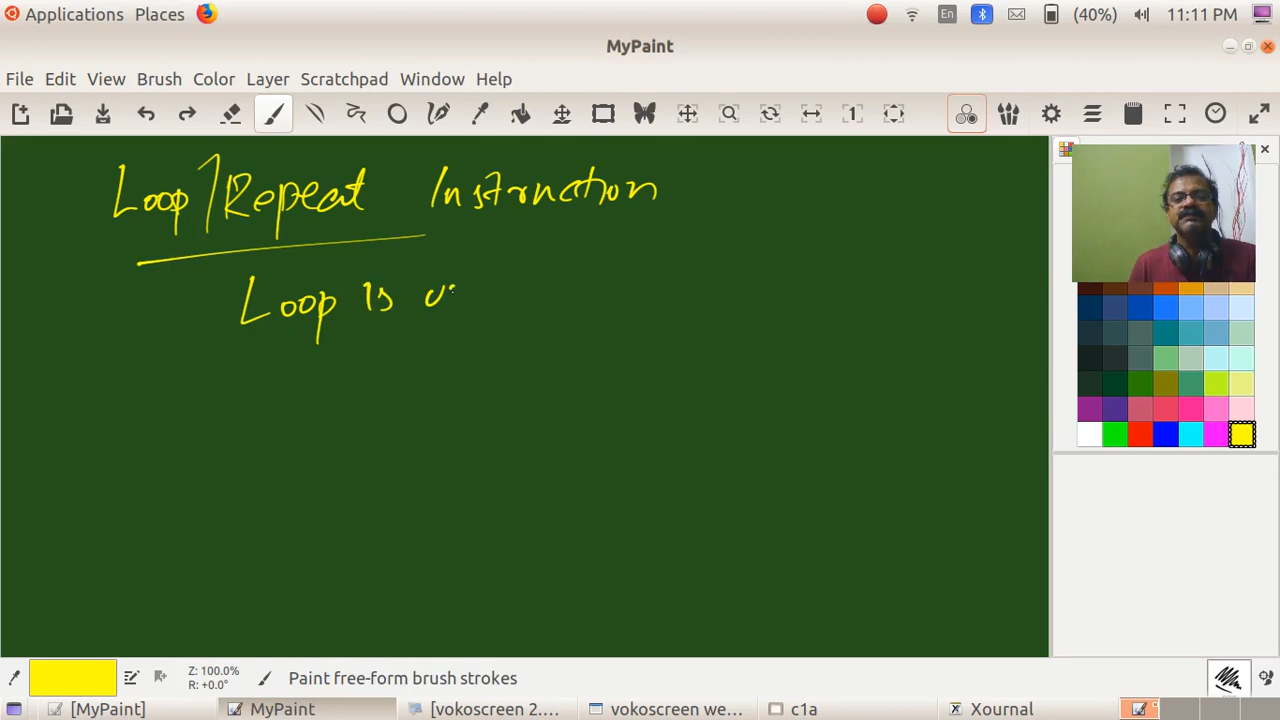 Applications Places En (40%) 11:11 PM
MyPaint
File Edit View Brush Color Layer Scratchpad Window Help
1
Loop/Repeat Instruction
Loop Is
Z: 100.0%
R: +0.0°
Paint free-form brush strokes
[MyPaint] MyPaint [vokoscreen 2.... vokoscreen we... c1a Xournal